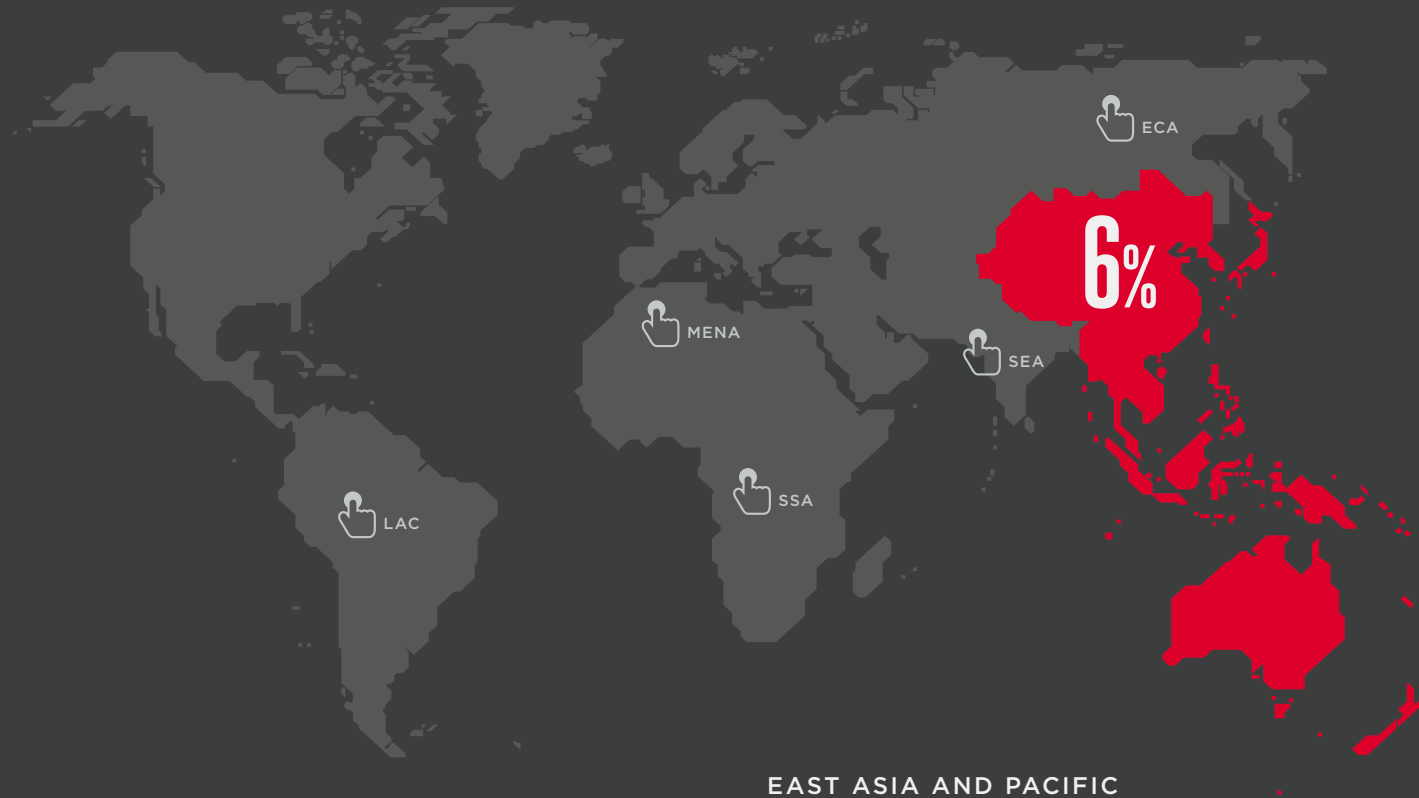 ECA
6%
MENA
SEA
SSA
LAC
EAST ASIA AND PACIFIC